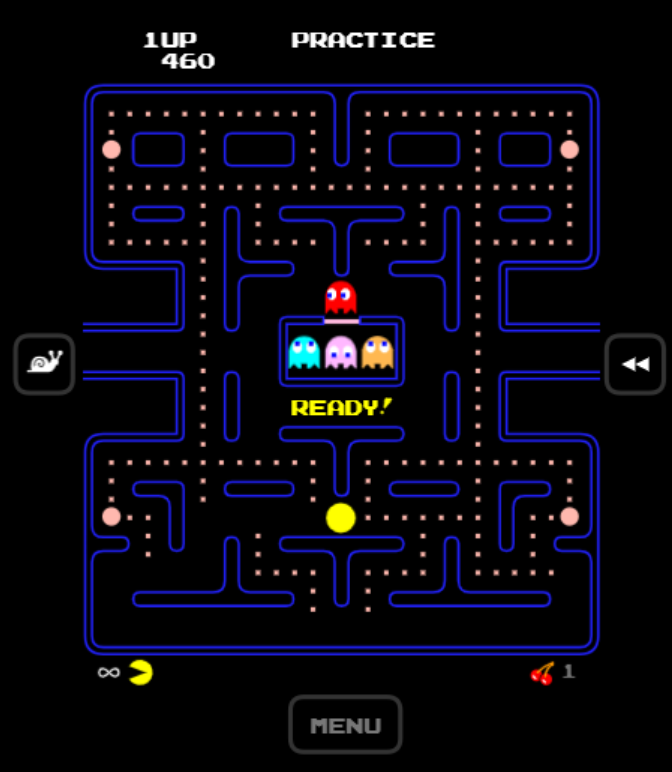 1UP
PRACTICE
460
READY!
∞
1
MENU